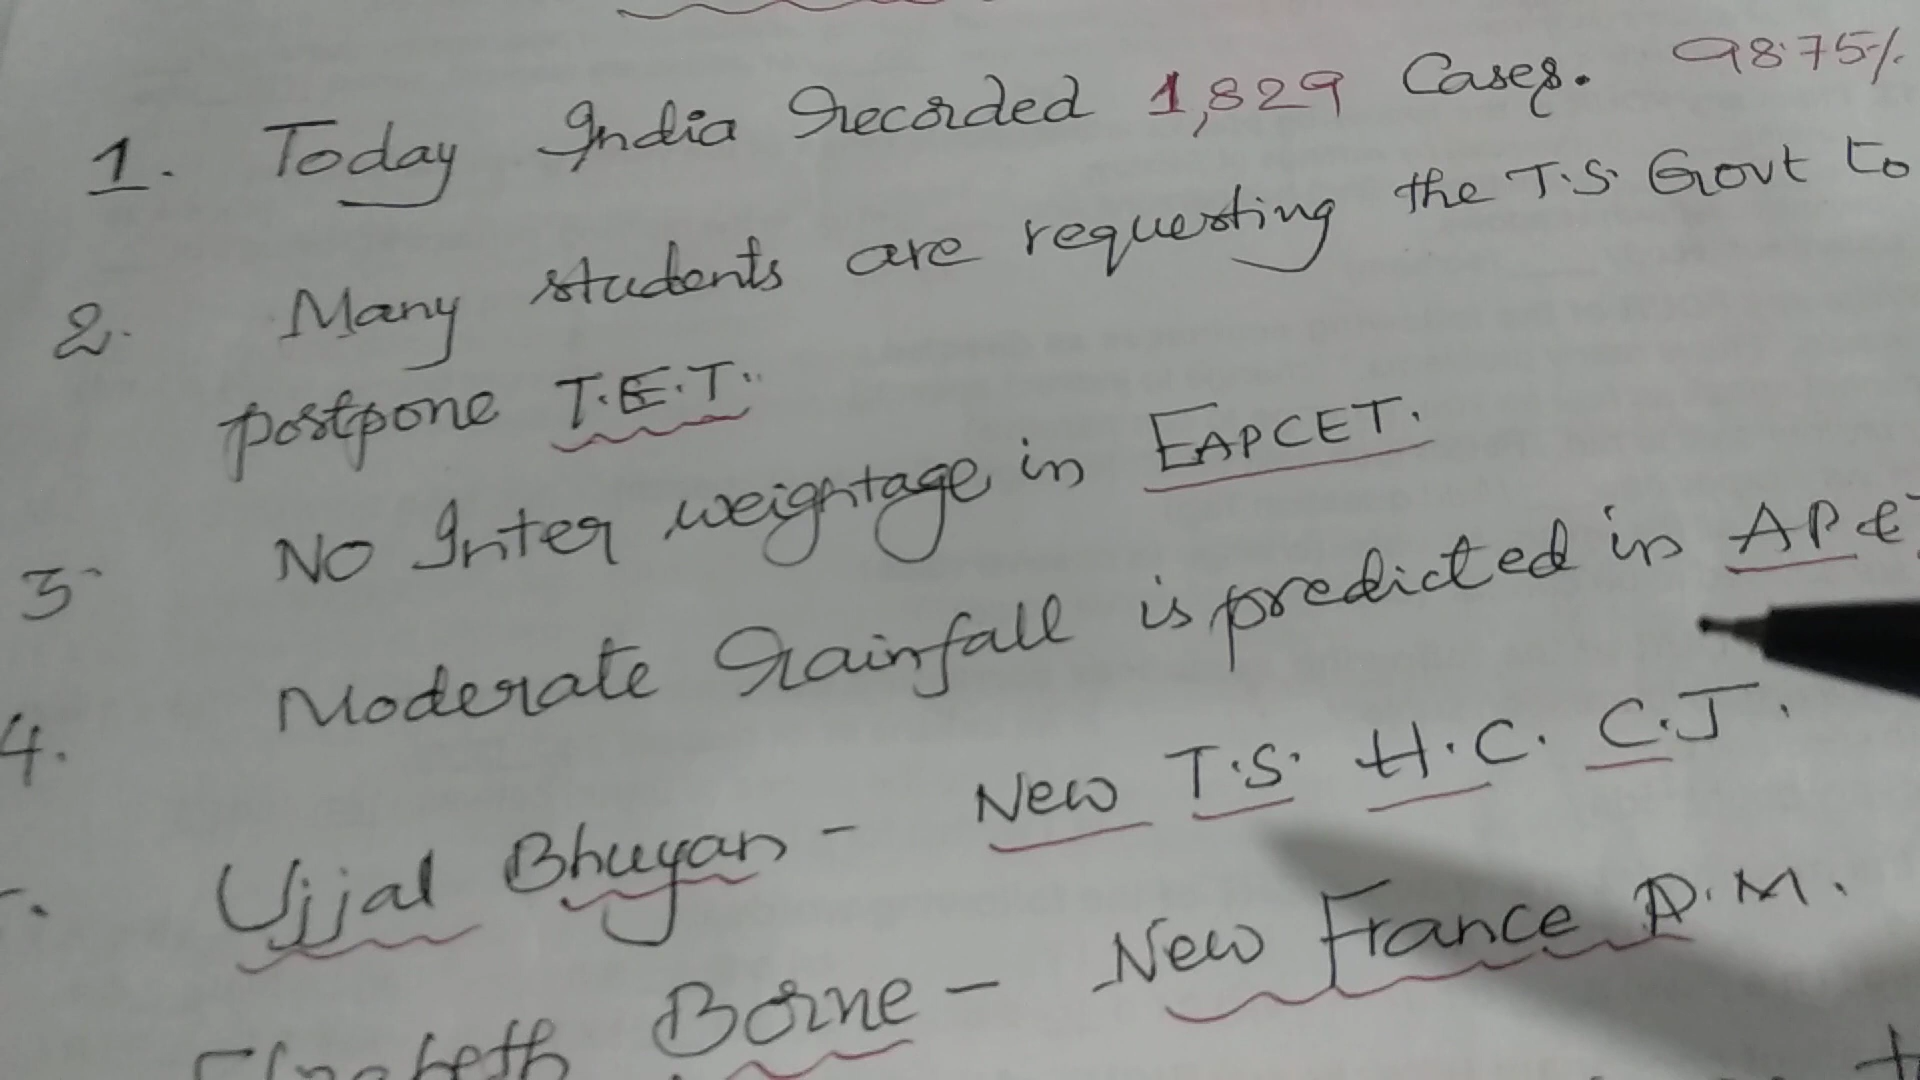 1. Today India recorded 1,829 Cases. 98.75%
2. Many students are requesting the T.S. Govt to
postpone T.E.T.
3. No Inter weightage in EAPCET.
4. Moderate rainfall is predicted in AP &
Ujjal Bhuyan - New T.S. H.C. C.J.
Elizabeth Borne - New France P.M.